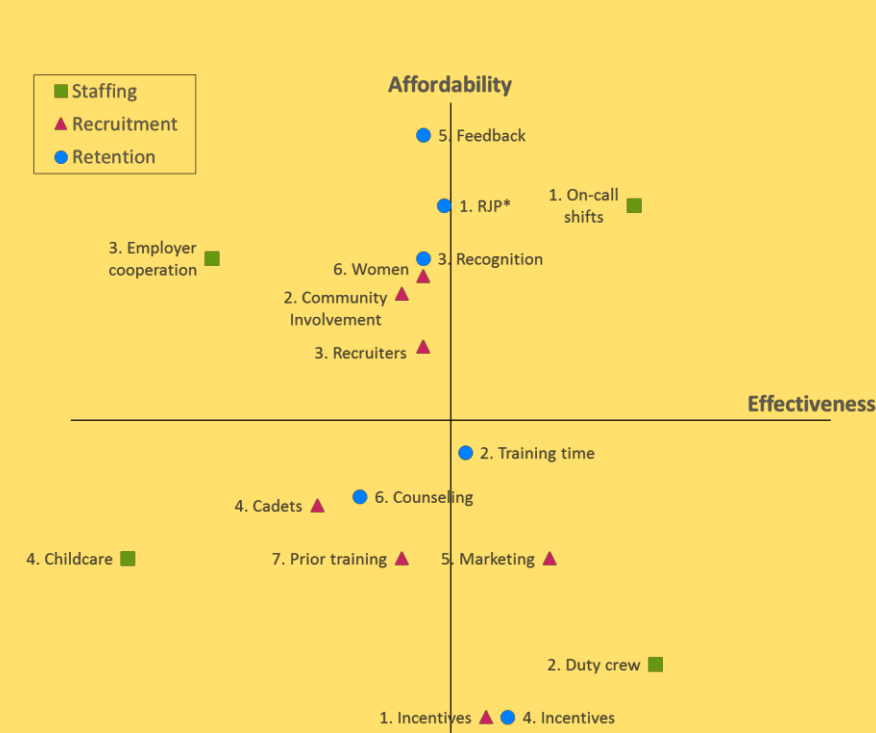 Affordability
Staffing
Recruitment
Retention
5. Feedback
1. On-call
shifts
1. RJP*
3. Employer
cooperation
3. Recognition
6. Women
2. Community
Involvement
3. Recruiters
Effectiveness
2. Training time
6. Counseling
4. Cadets
4. Childcare
7. Prior training
5. Marketing
2. Duty crew
1. Incentives
4. Incentives